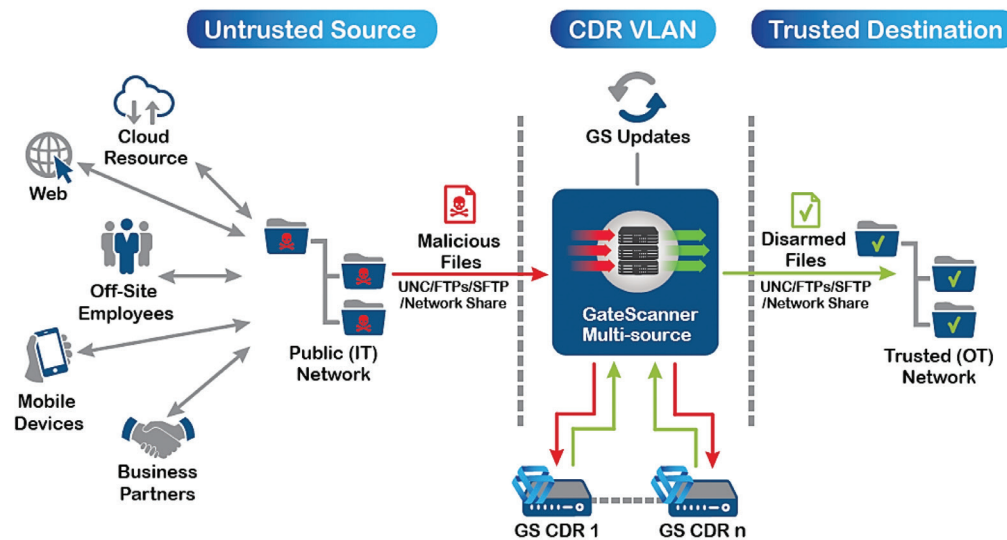 Untrusted Source
CDR VLAN
Trusted Destination
Cloud
Resource
Web
Off-Site
Employees
Mobile
Devices
Business
Partners
Public (IT)
Network
Malicious
Files
UNC/FTPs/SFTP
/Network Share
GS Updates
GateScanner
Multi-source
GS CDR 1
GS CDR n
Disarmed
Files
UNC/FTPs/SFTP
/Network Share
Trusted (OT)
Network